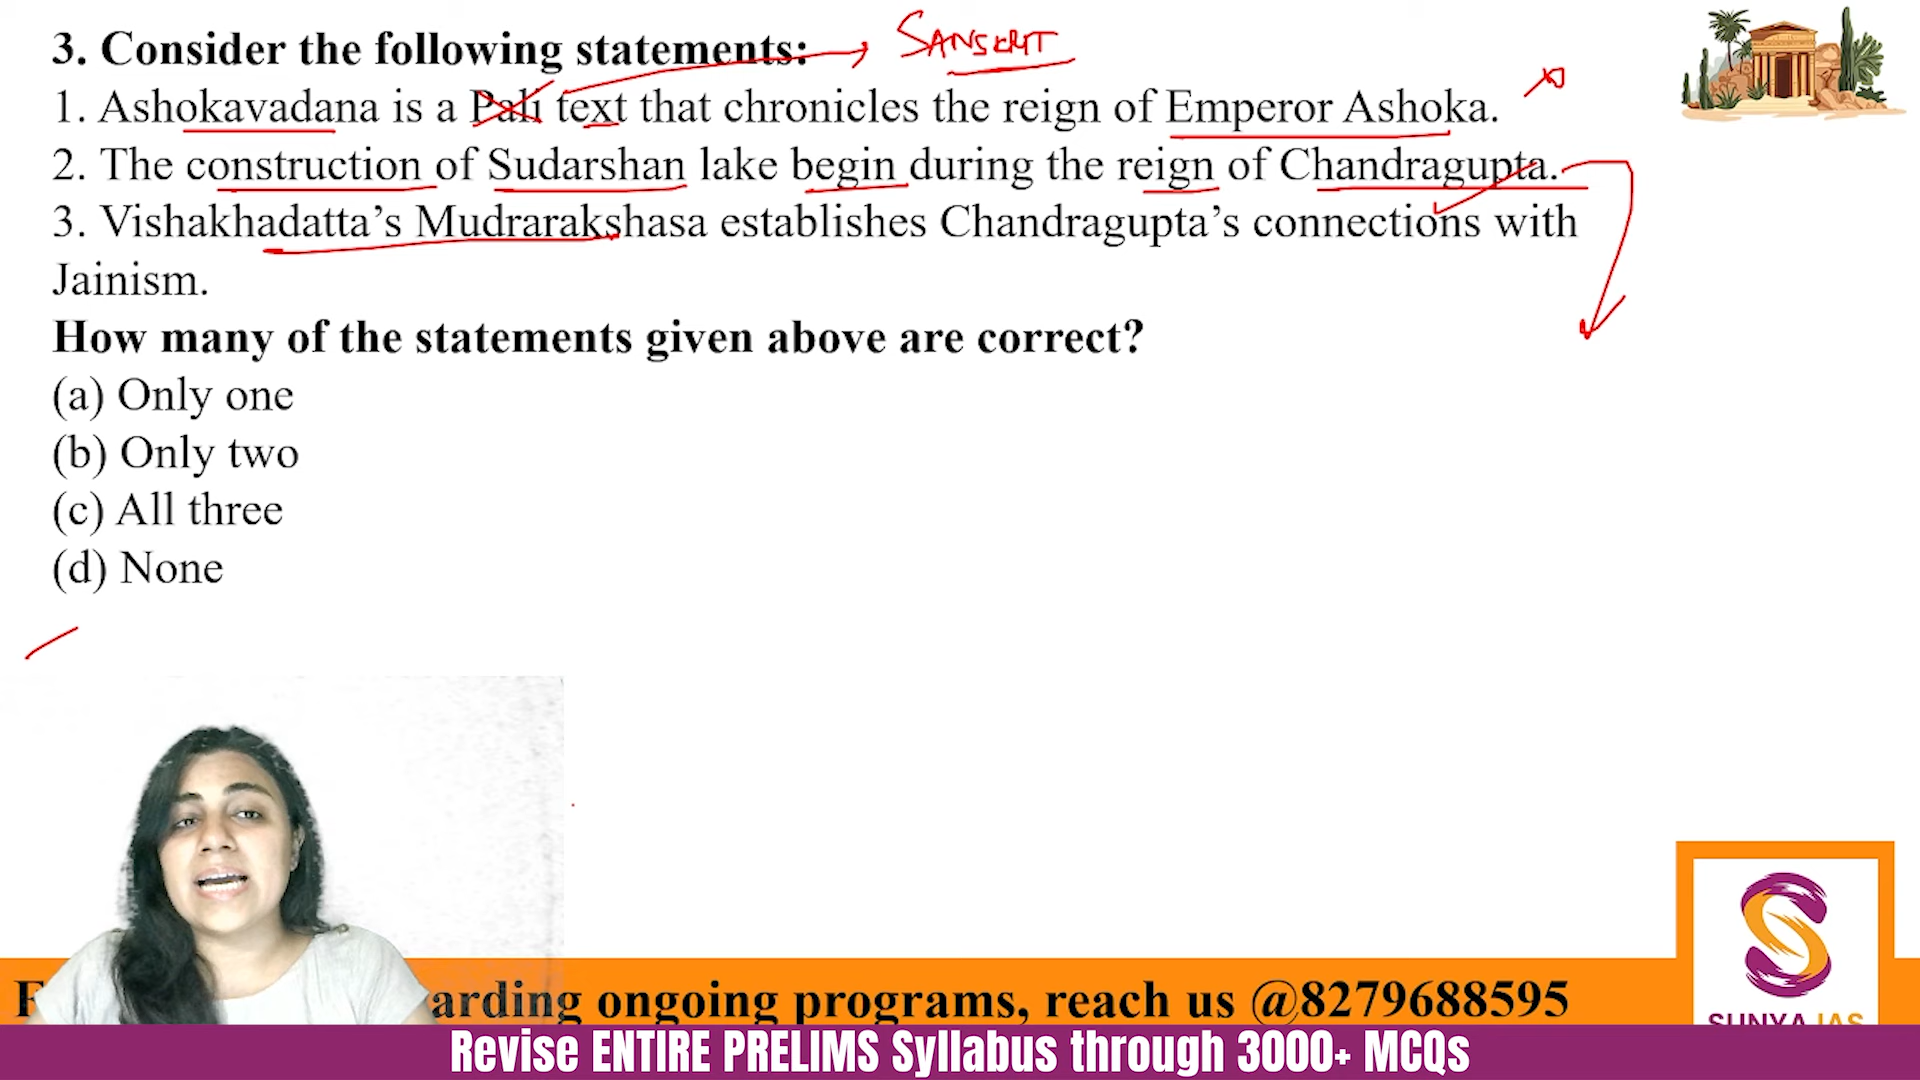 3. Consider the following statements:
SANSKRIT
1. Ashokavadana is a Pali text that chronicles the reign of Emperor Ashoka.
2. The construction of Sudarshan lake begin during the reign of Chandragupta.
3. Vishakhadatta’s Mudrarakshasa establishes Chandragupta’s connections with
Jainism.
How many of the statements given above are correct?
(a) Only one
(b) Only two
(c) All three
(d) None
arding ongoing programs, reach us @8279688595
SUNYA IAS
Revise ENTIRE PRELIMS Syllabus through 3000+ MCQs